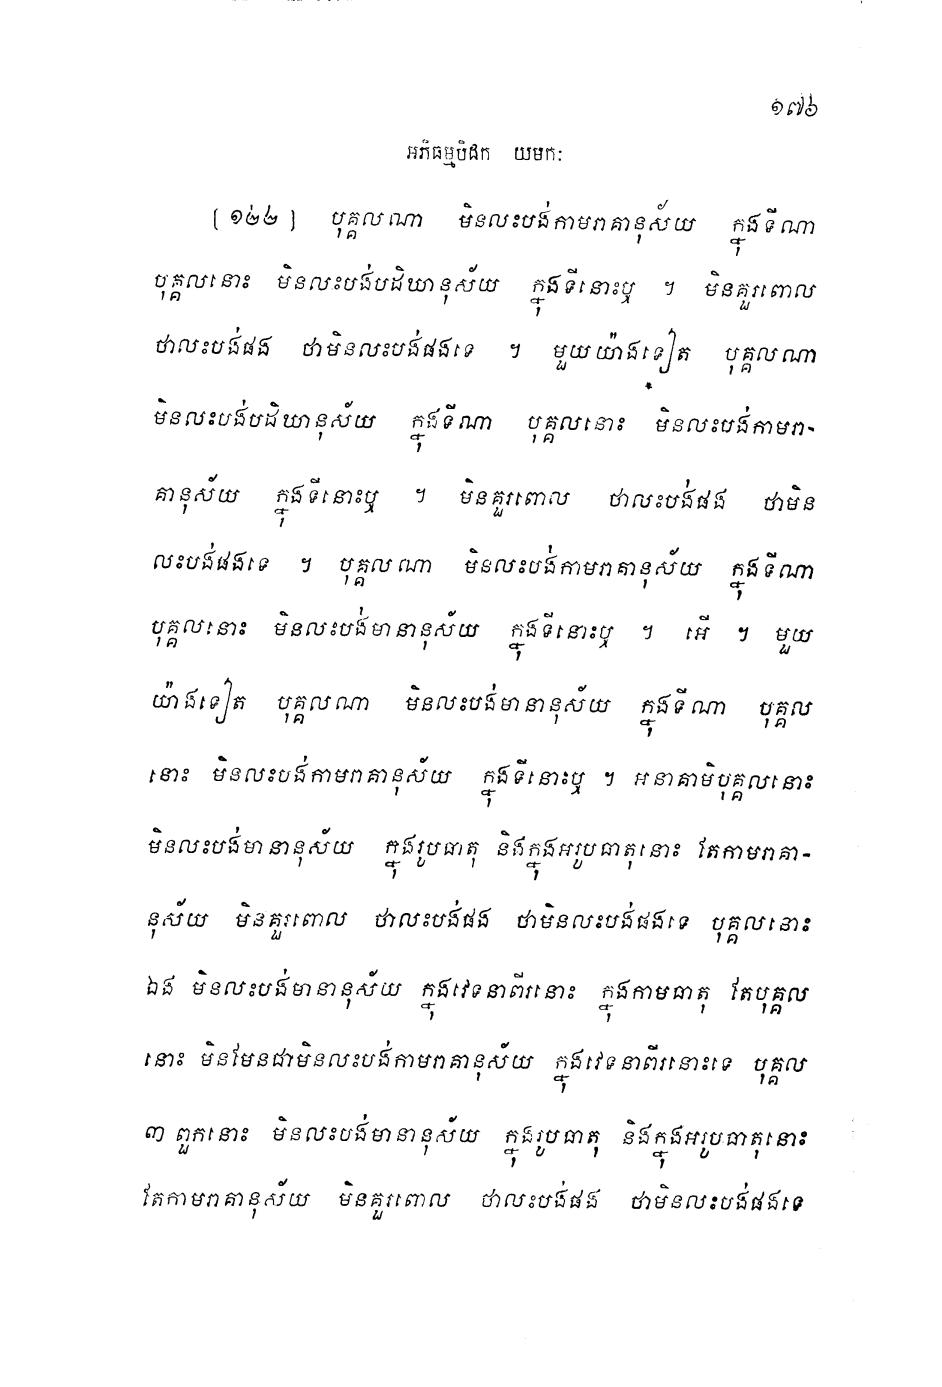 ១៧៦
អភិធម្មបិដក យមកៈ
[ ១២២ ] បុគ្គលណា មិនលះបង់កាមរាគានុស័យ ក្នុងទីណា
បុគ្គលនោះ មិនលះបង់បដិឃានុស័យ ក្នុងទីនោះឬ ។ មិនគួរពោល
ថាលះបង់ផង ថាមិនលះបង់ផងទេ ។ មួយយ៉ាងទៀត បុគ្គលណា
មិនលះបង់បដិឃានុស័យ ក្នុងទីណា បុគ្គលនោះ មិនលះបង់កាមរា-
គានុស័យ ក្នុងទីនោះឬ ។ មិនគួរពោល ថាលះបង់ផង ថាមិន
លះបង់ផងទេ ។ បុគ្គលណា មិនលះបង់កាមរាគានុស័យ ក្នុងទីណា
បុគ្គលនោះ មិនលះបង់មានានុស័យ ក្នុងទីនោះឬ ។ អើ ។ មួយ
យ៉ាងទៀត បុគ្គលណា មិនលះបង់មានានុស័យ ក្នុងទីណា បុគ្គល
នោះ មិនលះបង់កាមរាគានុស័យ ក្នុងទីនោះឬ ។ អនាគាមិបុគ្គលនោះ
មិនលះបង់មានានុស័យ ក្នុងរូបធាតុ និងក្នុងអរូបធាតុនោះ តែកាមរាគា-
នុស័យ មិនគួរពោល ថាលះបង់ផង ថាមិនលះបង់ផងទេ បុគ្គលនោះ
ឯង មិនលះបង់មានានុស័យ ក្នុងវេទនាពីរនោះ ក្នុងកាមធាតុ តែបុគ្គល
នោះ មិនមែនជាមិនលះបង់កាមរាគានុស័យ ក្នុងវេទនាពីរនោះទេ បុគ្គល
៣ ពួកនោះ មិនលះបង់មានានុស័យ ក្នុងរូបធាតុ និងក្នុងអរូបធាតុនោះ
តែកាមរាគានុស័យ មិនគួរពោល ថាលះបង់ផង ថាមិនលះបង់ផងទេ